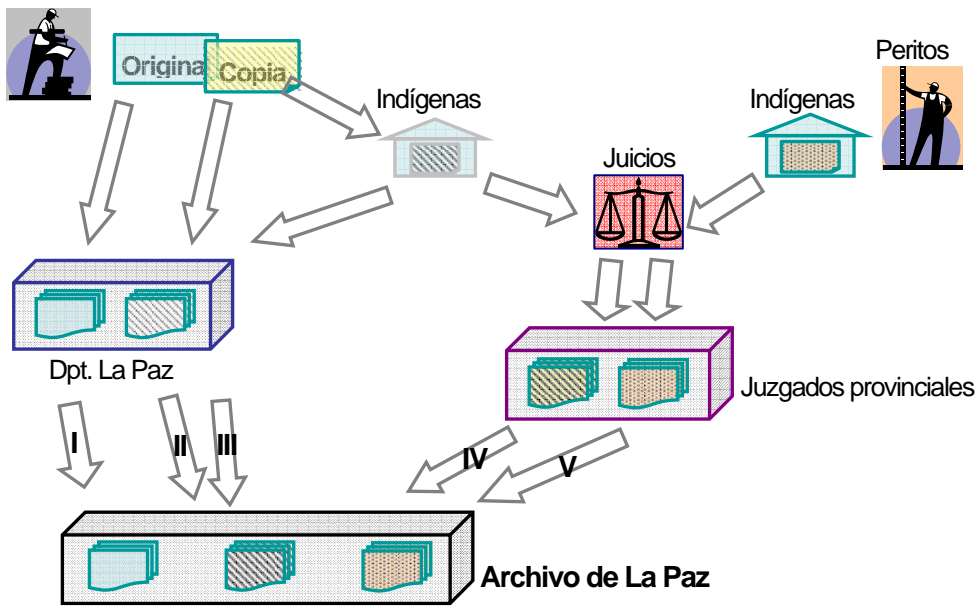 Origina
Copia
Peritos
Indígenas
Indígenas
Juicios
Dpt. La Paz
Juzgados provinciales
I
II
III
IV
V
Archivo de La Paz